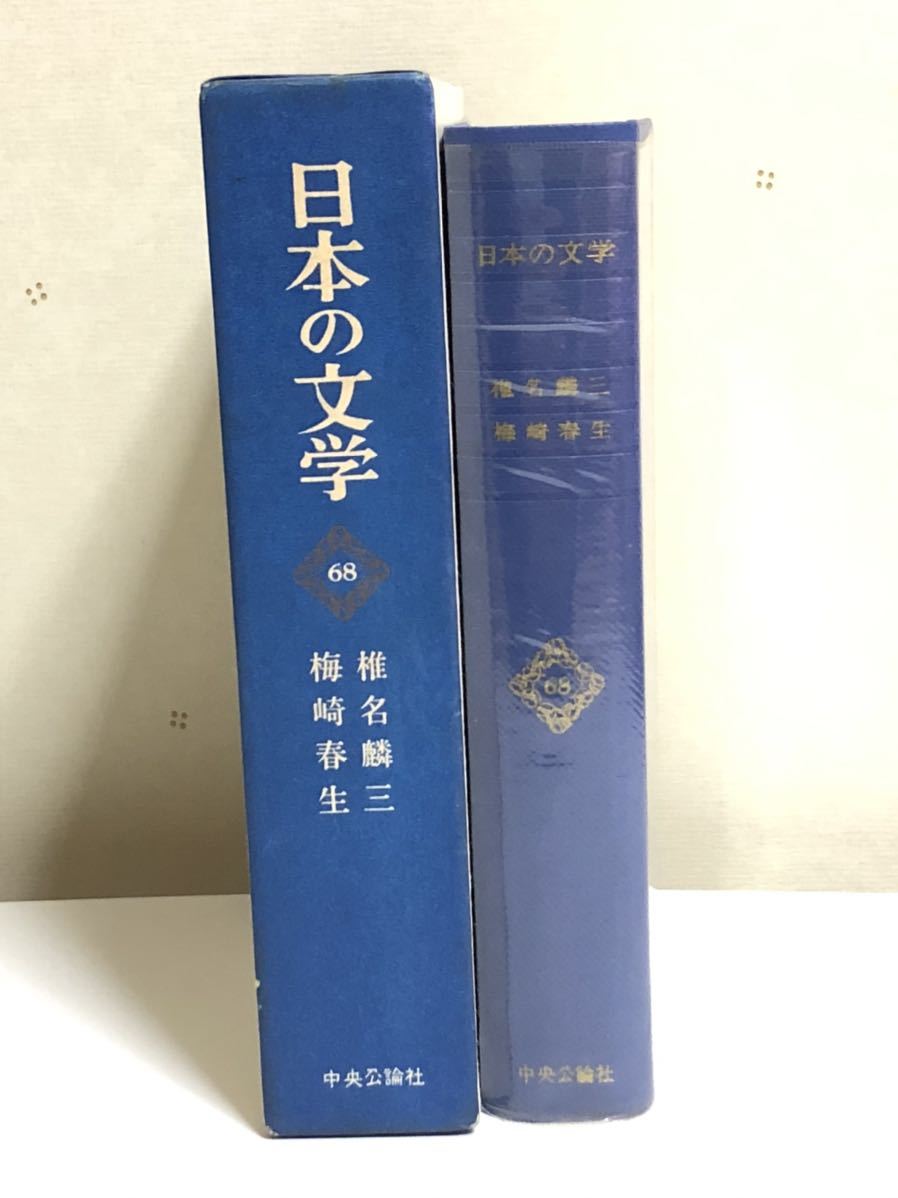 日本の文学
68
椎名麟三
梅崎春生
中央公論社
日本の文学
椎名麟三
梅崎春生
68
中央公論社